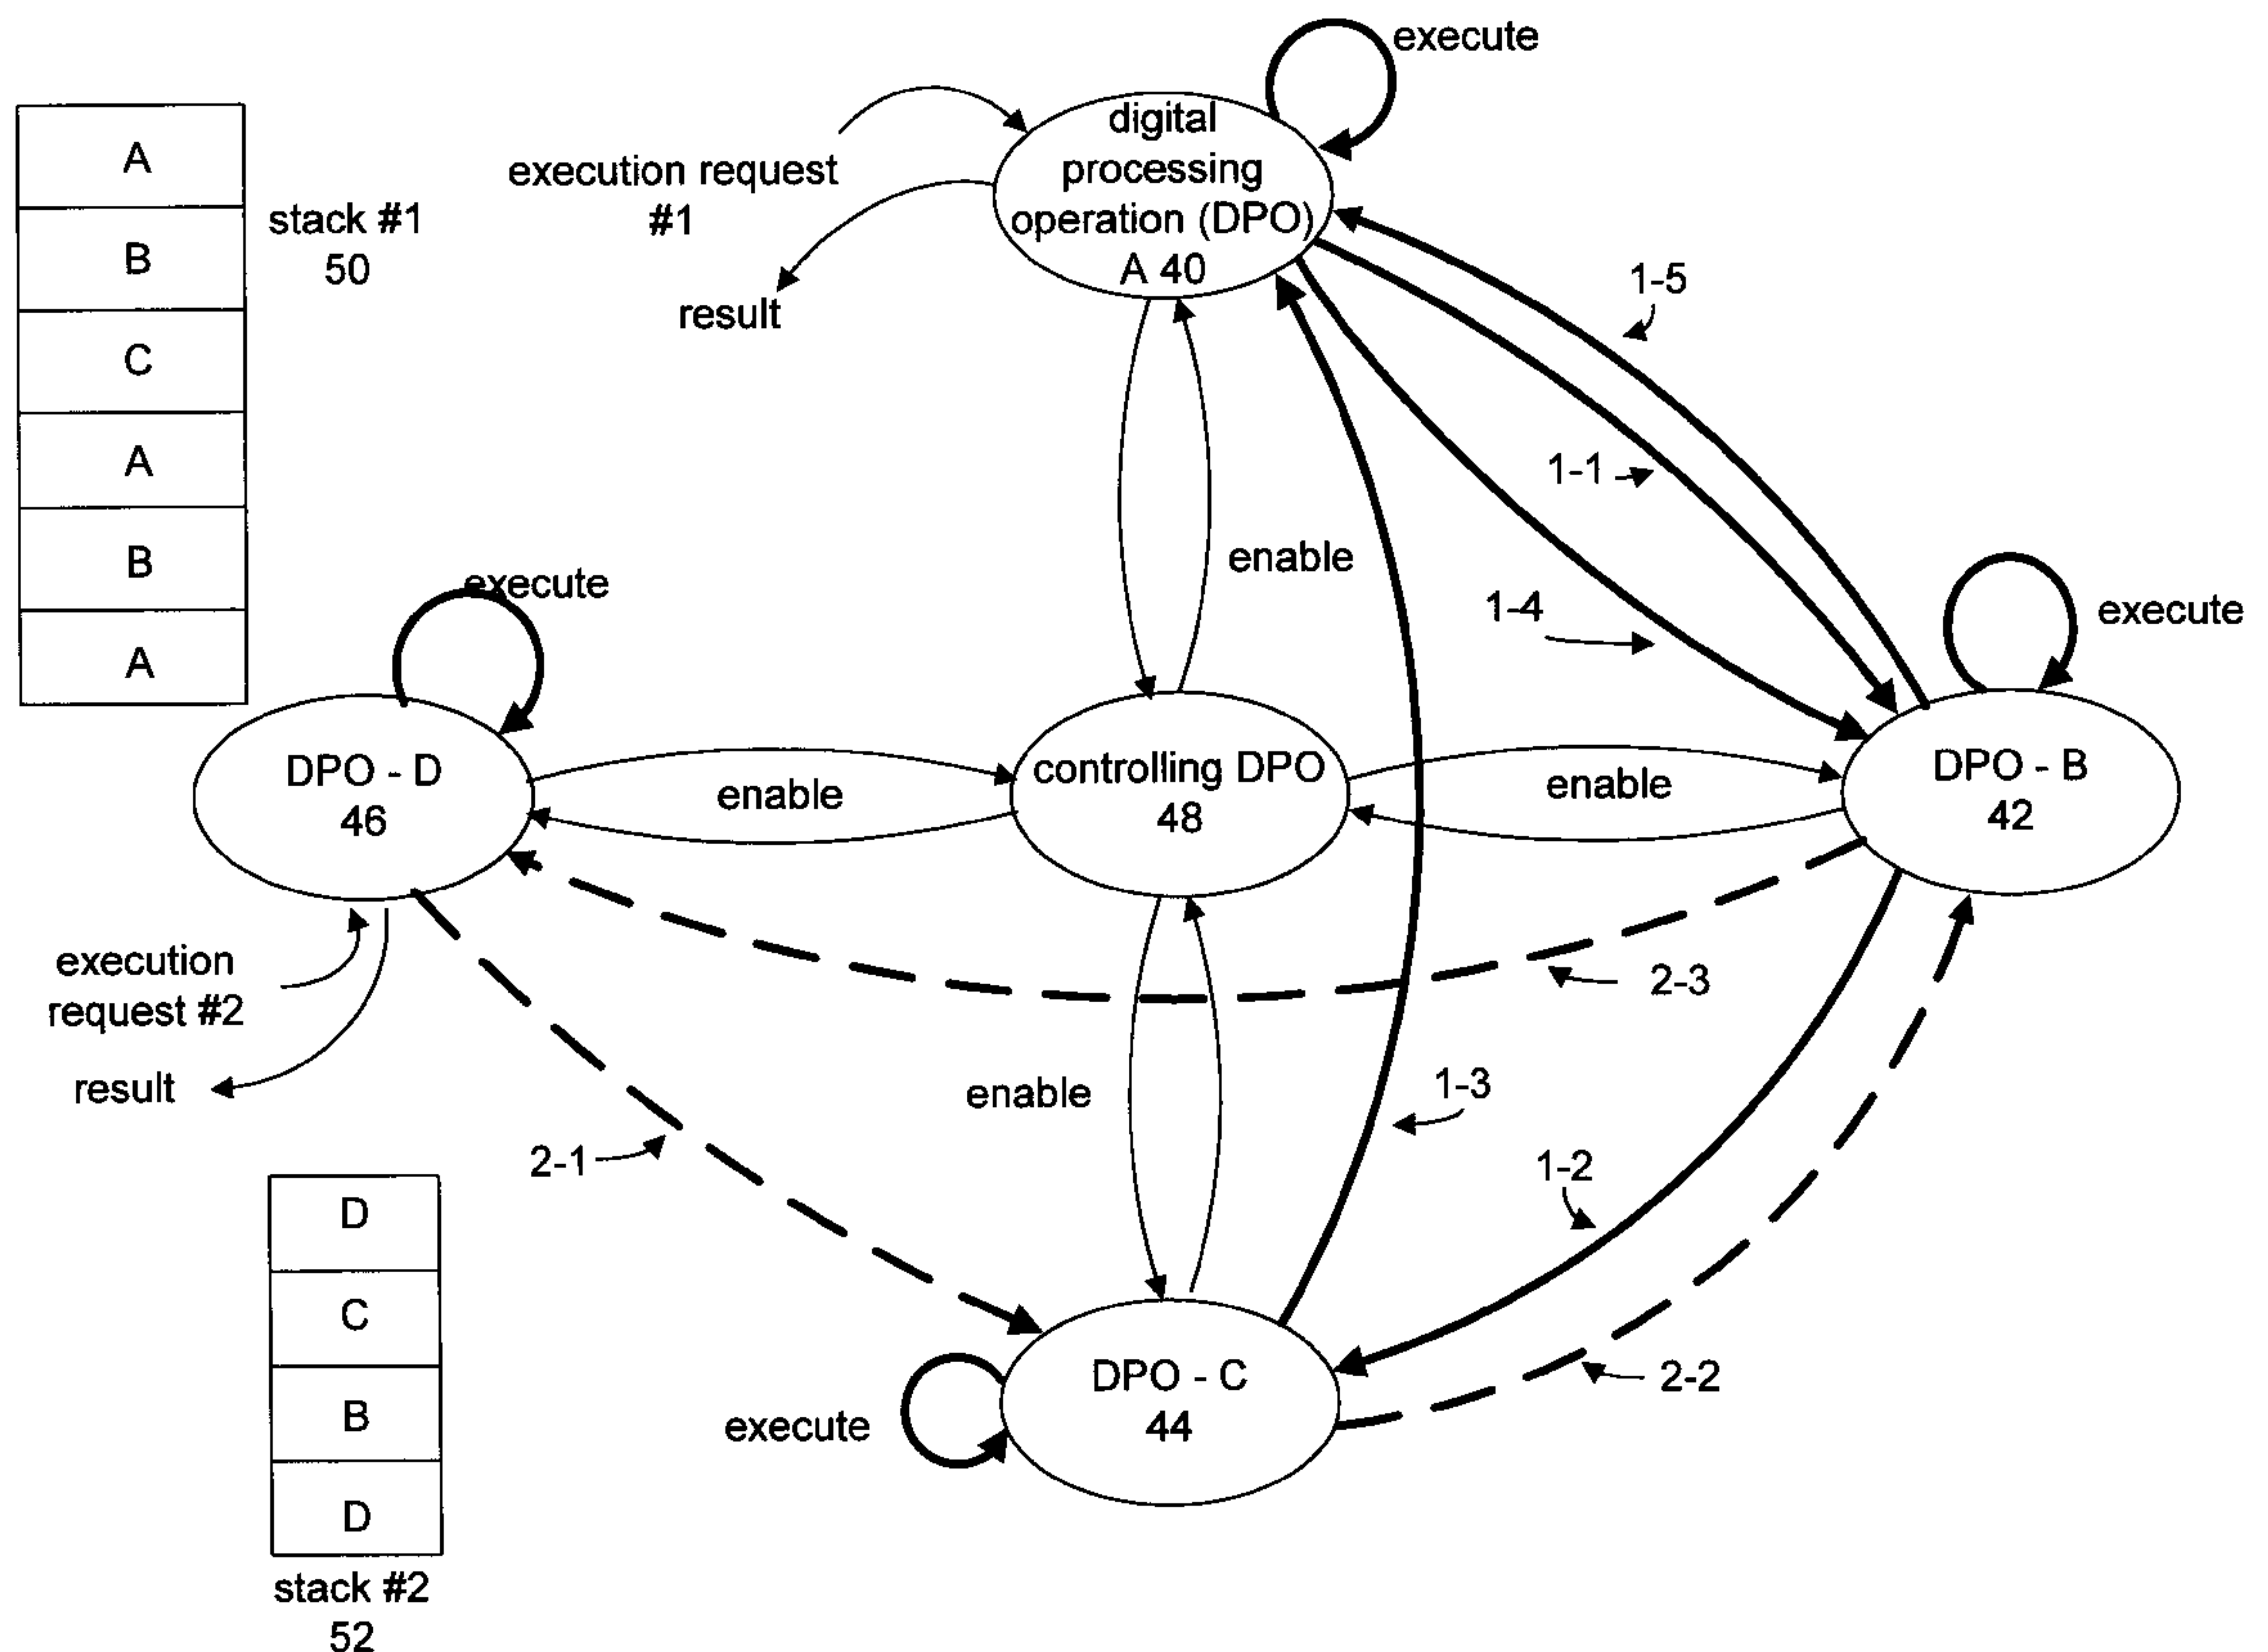 execute
digital
processing
operation (DPO)
A 40
execution request
#1
result
A
B
C
A
B
A
stack #1
50
1-5
1-1
1-4
enable
execute
execute
DPO - D
46
enable
controlling DPO
48
enable
DPO - B
42
execution
request #2
result
2-3
enable
1-3
2-1
1-2
D
C
B
D
stack #2
52
DPO - C
44
execute
2-2